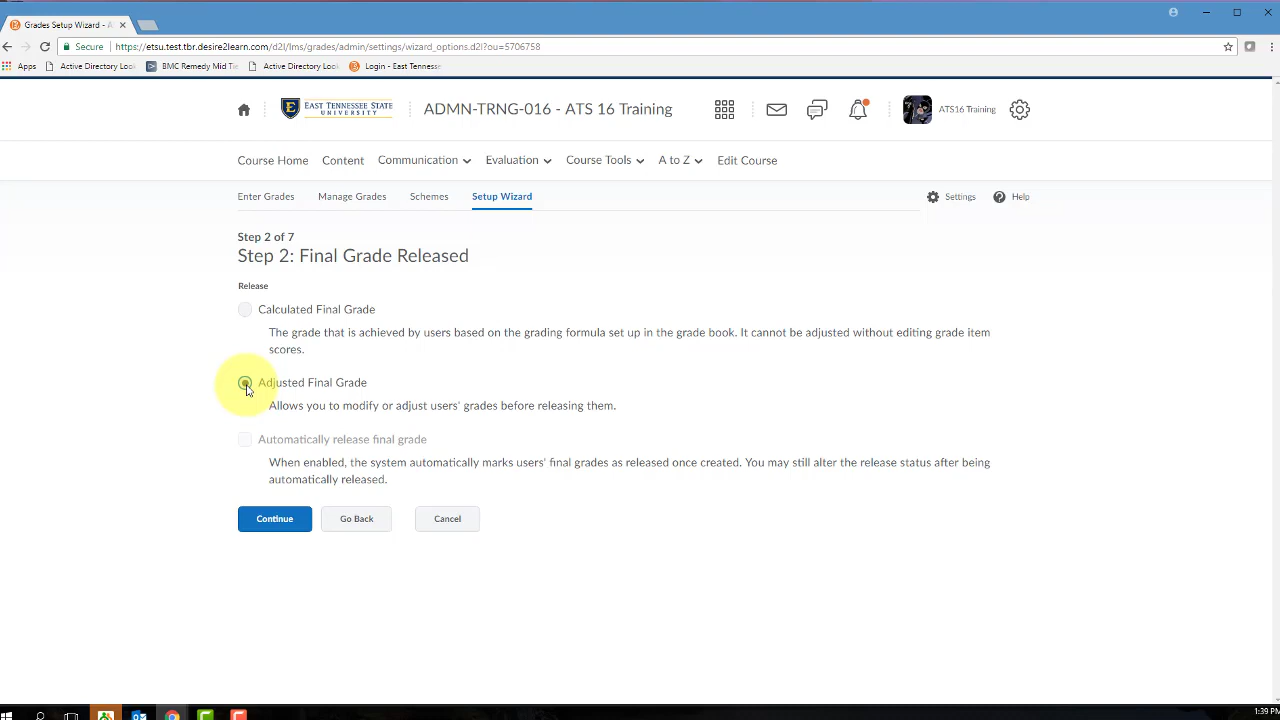 Grades Setup Wizard - A
Secure https://etsu.test.tbr.desire2learn.com/d2l/lms/grades/admin/settings/wizard_options.d2l?ou=5706758
Apps Active Directory Loo BMC Remedy Mid Tie Active Directory Look Login - East Tenness
EAST TENNESSEE STATE
UNIVERSITY
ADMN-TRNG-016 - ATS 16 Training
ATS16 Training
Course Home Content Communication Evaluation Course Tools A to Z Edit Course
Enter Grades Manage Grades Schemes Setup Wizard Settings Help
Step 2 of 7
Step 2: Final Grade Released
Release
Calculated Final Grade
The grade that is achieved by users based on the grading formula set up in the grade book. It cannot be adjusted without editing grade item
scores.
Adjusted Final Grade
Allows you to modify or adjust users' grades before releasing them.
Automatically release final grade
When enabled, the system automatically marks users' final grades as released once created. You may still alter the release status after being
automatically released.
Continue Go Back Cancel
1:39 PM